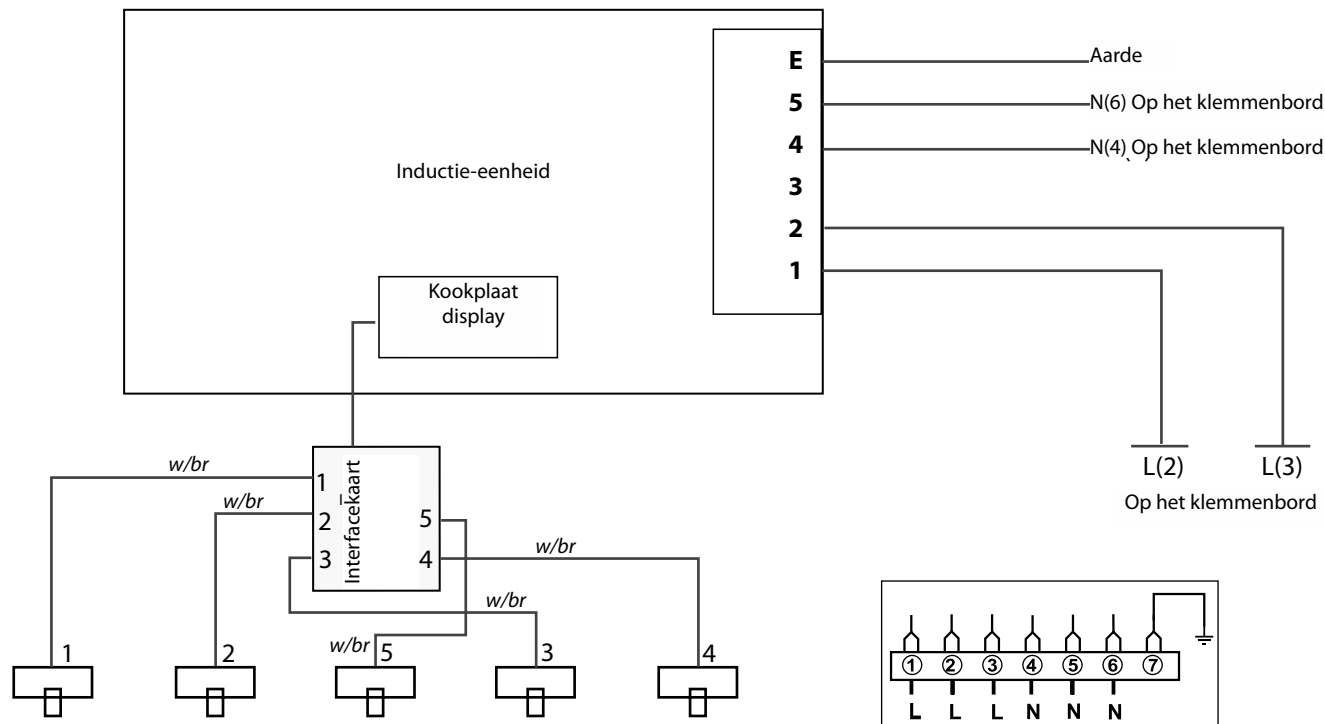 E
Aarde
5
N(6) Op het klemmenbord
4
N(4) Op het klemmenbord
Inductie-eenheid
3
2
1
Kookplaat
display
L(2)
L(3)
Op het klemmenbord
w/br
w/br
w/br
w/br
w/br
1
2
3
Interfacekaart
5
4
1
2
5
3
4
1 2 3 4 5 6 7
L L L N N N